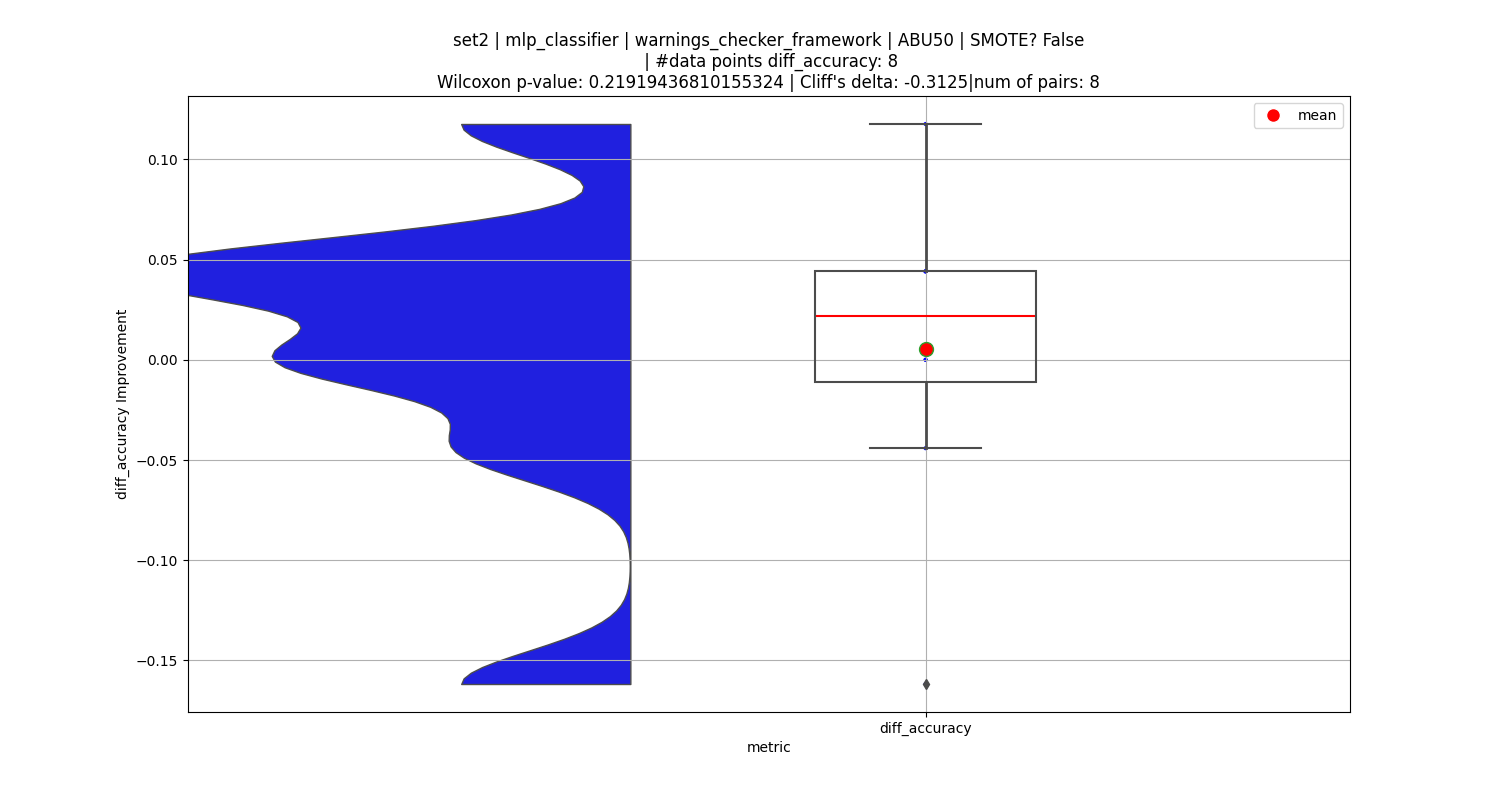 set2 | mlp_classifier | warnings_checker_framework | ABU50 | SMOTE? False
| #data points diff_accuracy: 8
Wilcoxon p-value: 0.21919436810155324 | Cliff's delta: -0.3125|num of pairs: 8
mean
0.10
0.05
0.00
−0.05
−0.10
−0.15
diff_accuracy Improvement
diff_accuracy
metric